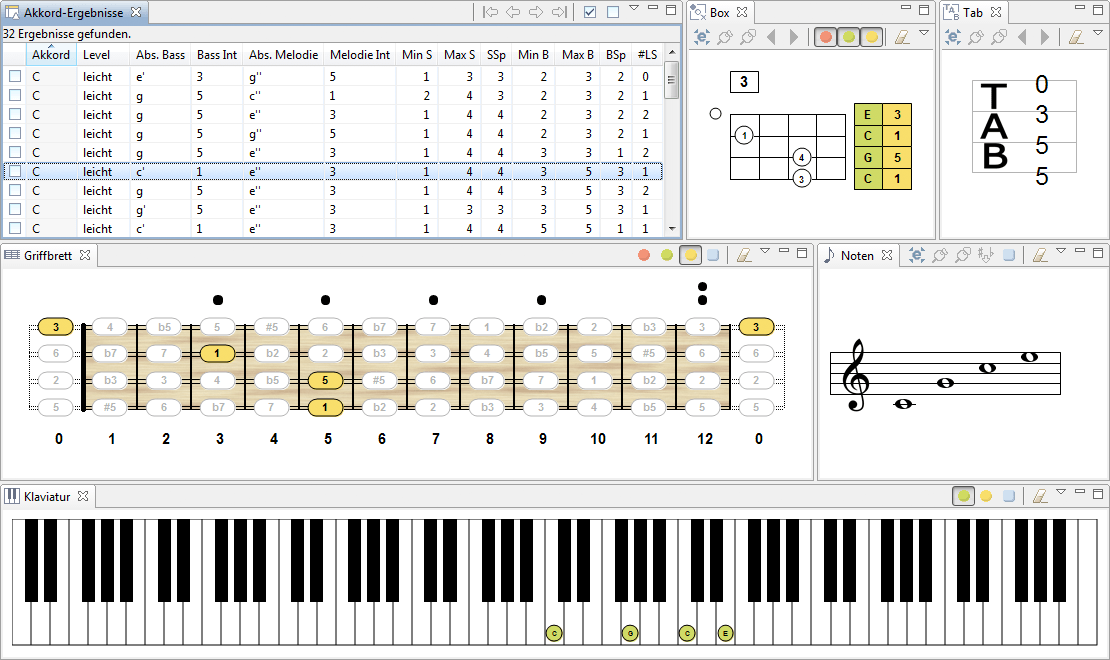 Akkord-Ergebnisse
32 Ergebnisse gefunden.
Akkord Level Abs. Bass Bass Int Abs. Melodie Melodie Int Min S Max S SSp Min B Max B BSp #LS
C leicht e' 3 g'' 5 1 3 3 2 3 2 0
C leicht g 5 c'' 1 2 4 3 2 3 2 1
C leicht g 5 e'' 3 1 4 4 2 3 2 2
C leicht g 5 g'' 5 1 4 4 2 3 2 1
C leicht g 5 e'' 3 1 4 4 3 3 1 2
C leicht c' 1 e'' 3 1 4 4 3 5 3 1
C leicht g 5 e'' 3 1 4 4 3 5 3 2
C leicht g' 5 e'' 3 1 3 3 3 5 3 1
C leicht c' 1 e'' 3 1 4 4 5 5 1 1
Box
3
1
4
3
E 3
C 1
G 5
C 1
Tab
TAB
0
3
5
5
Griffbrett
3 4 b5 5 #5 6 b7 7 1 b2 2 b3 3 3
6 b7 7 1 b2 2 b3 3 4 b5 5 #5 6 6
2 b3 3 4 b5 5 #5 6 b7 7 1 b2 2 2
5 #5 6 b7 7 1 b2 2 b3 3 4 b5 5 5
0 1 2 3 4 5 6 7 8 9 10 11 12 0
Noten
Klaviatur
C G C E